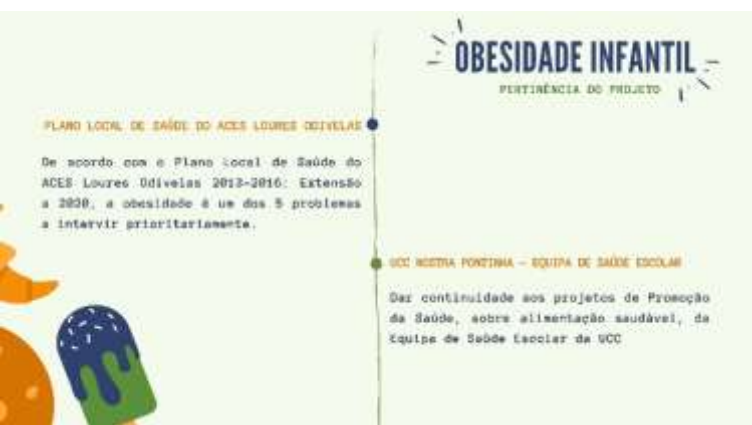 OBESIDADE INFANTIL
PERTINÊNCIA DO PROJETO
PLANO LOCAL DE SAÚDE DO ACES LOURES ODIVELAS
De acordo com o Plano Local de Saúde do
ACES Loures Odivelas 2013-2016: Extensão
a 2020, a obesidade é um dos 5 problemas
a intervir prioritariamente.
UCC NOSTRA PONTINHA - EQUIPA DE SAÚDE ESCOLAR
Dar continuidade aos projetos de Promoção
da Saúde, sobre alimentação saudável, da
Equipa de Saúde Escolar da UCC